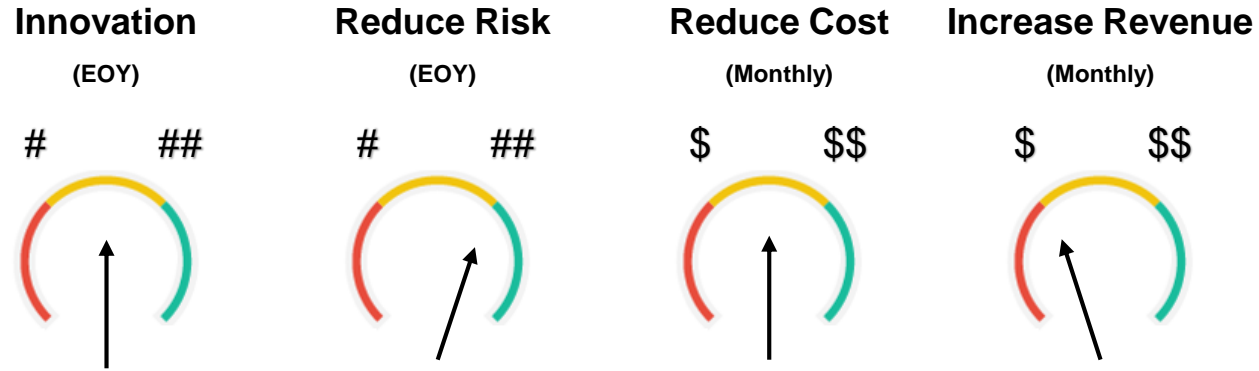 Innovation Reduce Risk Reduce Cost Increase Revenue
(EOY) (EOY) (Monthly) (Monthly)
# ## # ## $ $$ $ $$